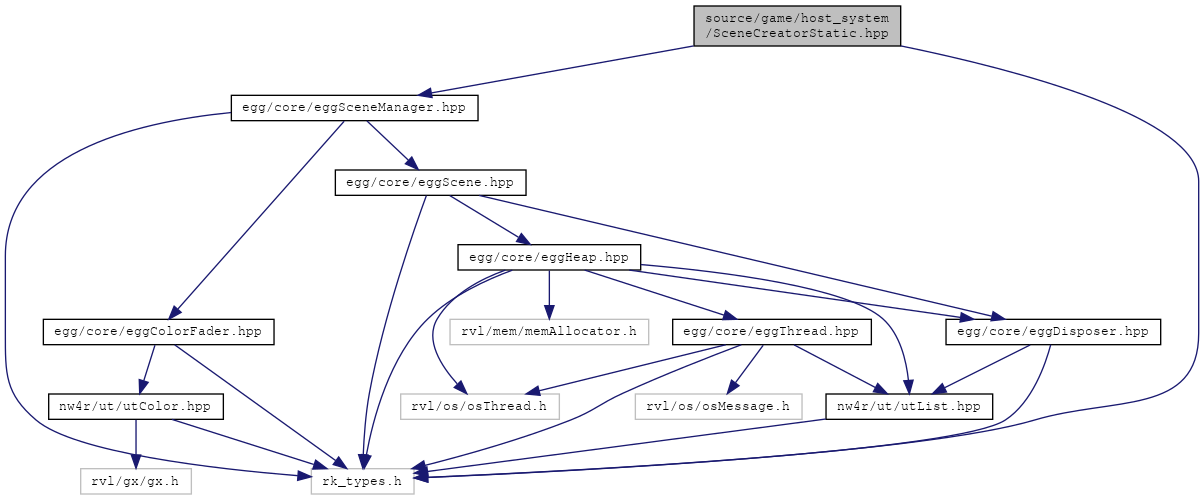 source/game/host_system
/SceneCreatorStatic.hpp
egg/core/eggSceneManager.hpp
egg/core/eggScene.hpp
egg/core/eggHeap.hpp
egg/core/eggColorFader.hpp
rvl/mem/memAllocator.h
egg/core/eggThread.hpp
egg/core/eggDisposer.hpp
nw4r/ut/utColor.hpp
rvl/os/osThread.h
rvl/os/osMessage.h
nw4r/ut/utList.hpp
rvl/gx/gx.h
rk_types.h